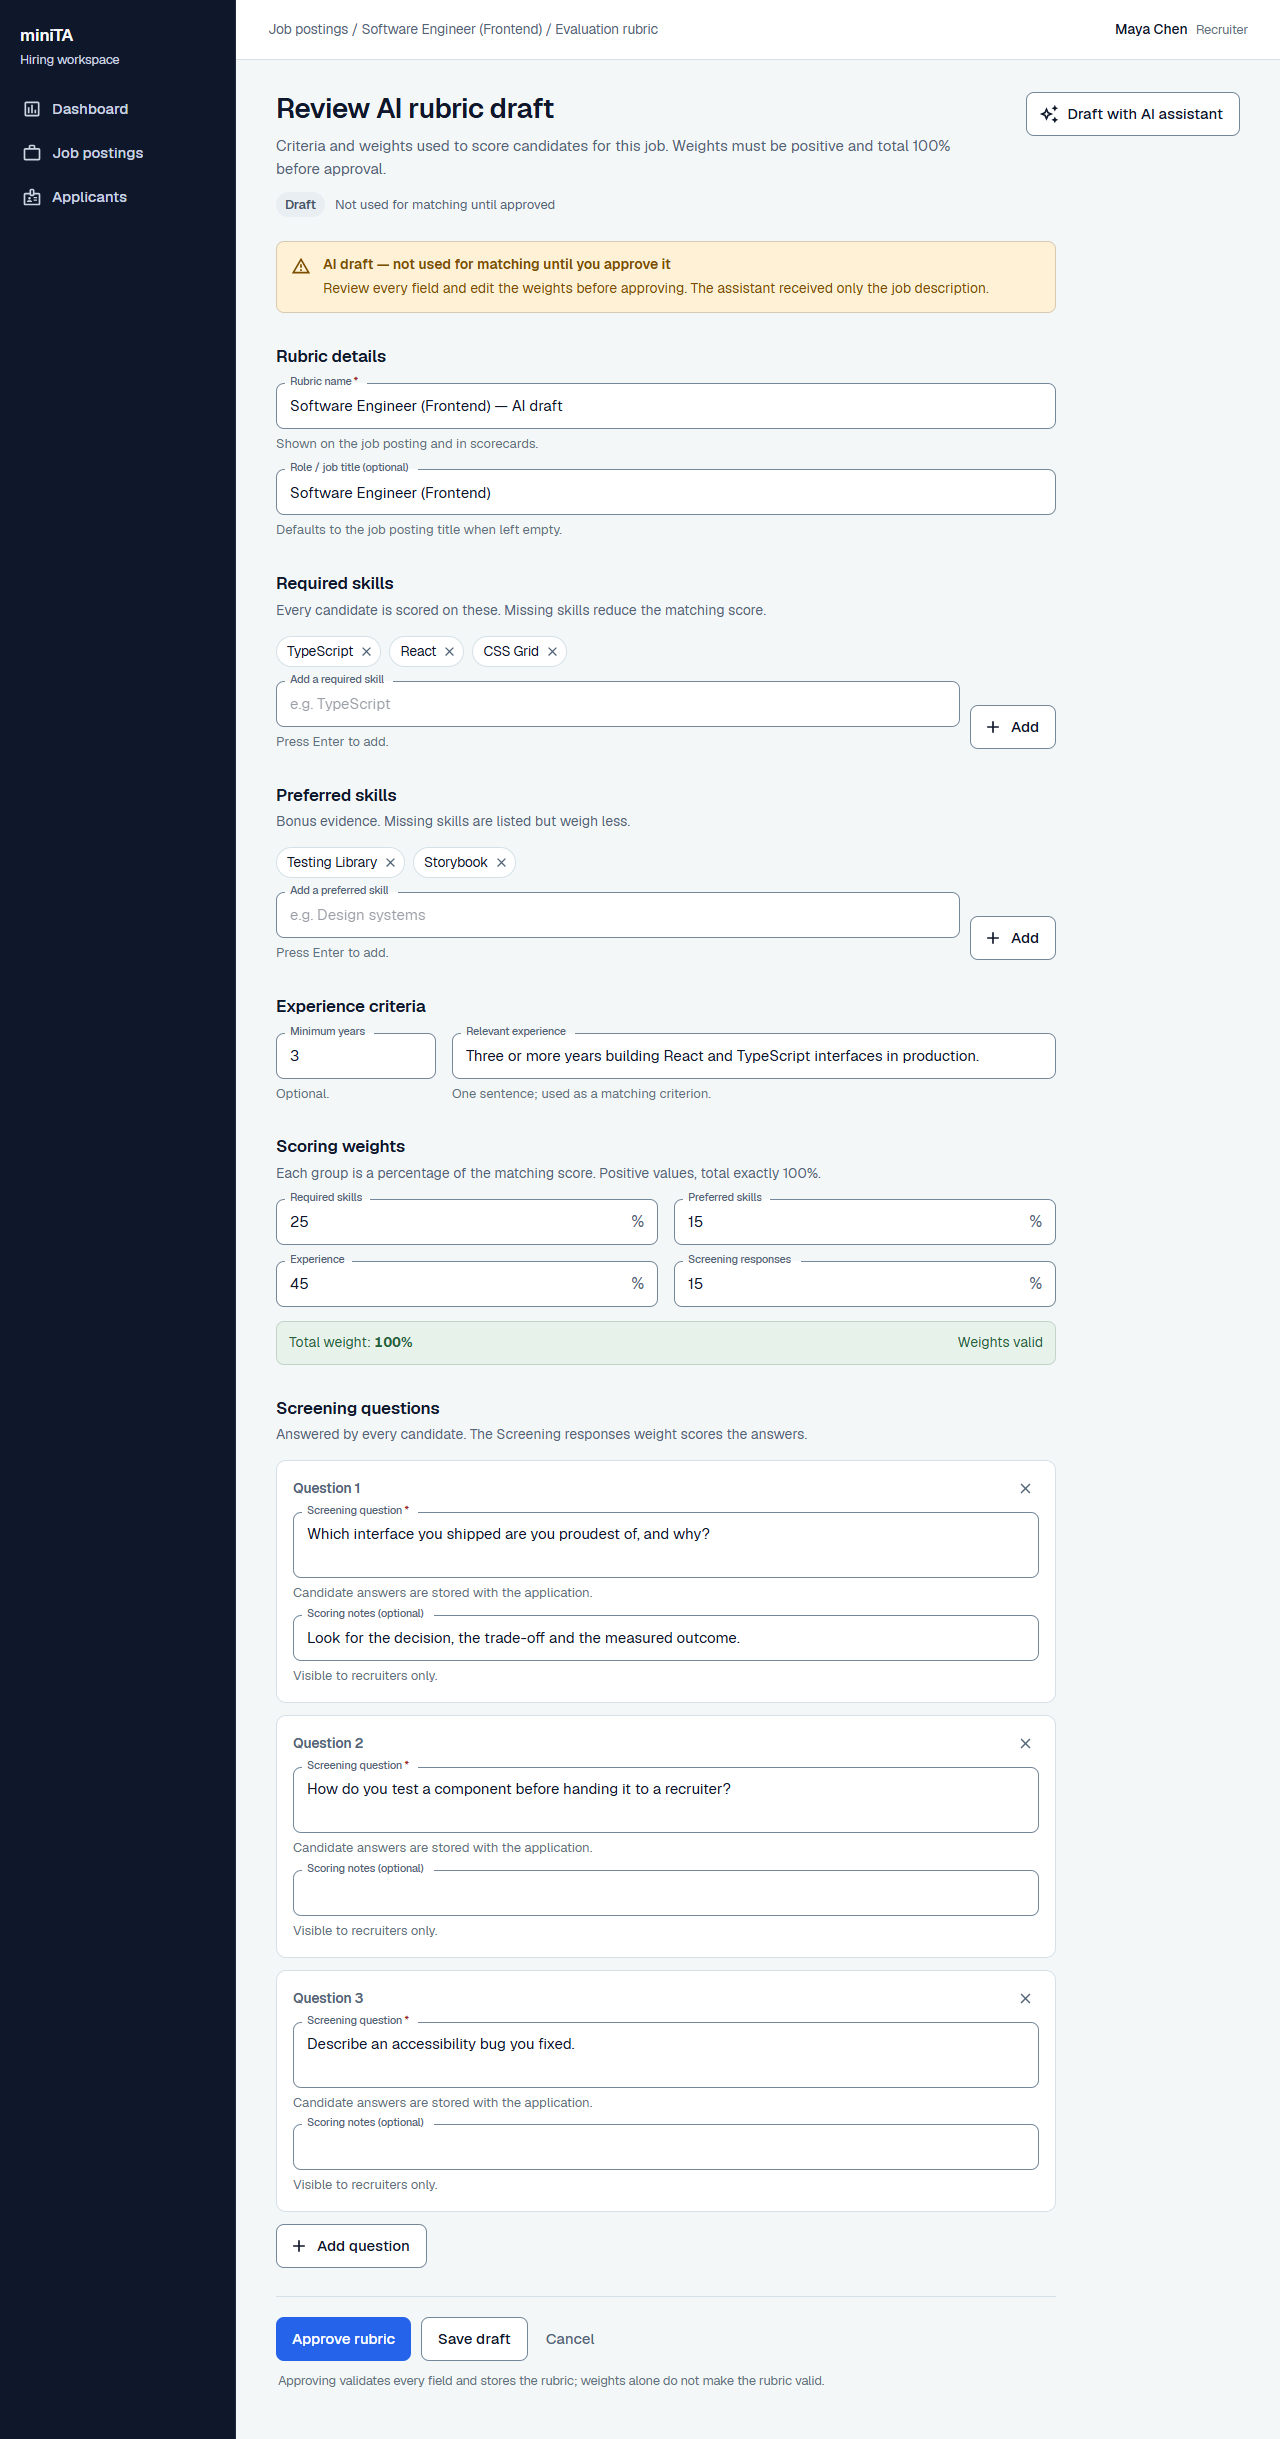 miniTA
Hiring workspace
Dashboard
Job postings
Applicants
Job postings / Software Engineer (Frontend) / Evaluation rubric
Maya Chen Recruiter
Review AI rubric draft
Draft with AI assistant
Criteria and weights used to score candidates for this job. Weights must be positive and total 100%
before approval.
Draft Not used for matching until approved
AI draft — not used for matching until you approve it
Review every field and edit the weights before approving. The assistant received only the job description.
Rubric details
Rubric name *
Software Engineer (Frontend) — AI draft
Shown on the job posting and in scorecards.
Role / job title (optional)
Software Engineer (Frontend)
Defaults to the job posting title when left empty.
Required skills
Every candidate is scored on these. Missing skills reduce the matching score.
TypeScript React CSS Grid
Add a required skill
e.g. TypeScript
Add
Press Enter to add.
Preferred skills
Bonus evidence. Missing skills are listed but weigh less.
Testing Library Storybook
Add a preferred skill
e.g. Design systems
Add
Press Enter to add.
Experience criteria
Minimum years Relevant experience
3 Three or more years building React and TypeScript interfaces in production.
Optional. One sentence; used as a matching criterion.
Scoring weights
Each group is a percentage of the matching score. Positive values, total exactly 100%.
Required skills Preferred skills
25 % 15 %
Experience Screening responses
45 % 15 %
Total weight: 100% Weights valid
Screening questions
Answered by every candidate. The Screening responses weight scores the answers.
Question 1
Screening question *
Which interface you shipped are you proudest of, and why?
Candidate answers are stored with the application.
Scoring notes (optional)
Look for the decision, the trade-off and the measured outcome.
Visible to recruiters only.
Question 2
Screening question *
How do you test a component before handing it to a recruiter?
Candidate answers are stored with the application.
Scoring notes (optional)
Visible to recruiters only.
Question 3
Screening question *
Describe an accessibility bug you fixed.
Candidate answers are stored with the application.
Scoring notes (optional)
Visible to recruiters only.
Add question
Approve rubric Save draft Cancel
Approving validates every field and stores the rubric; weights alone do not make the rubric valid.